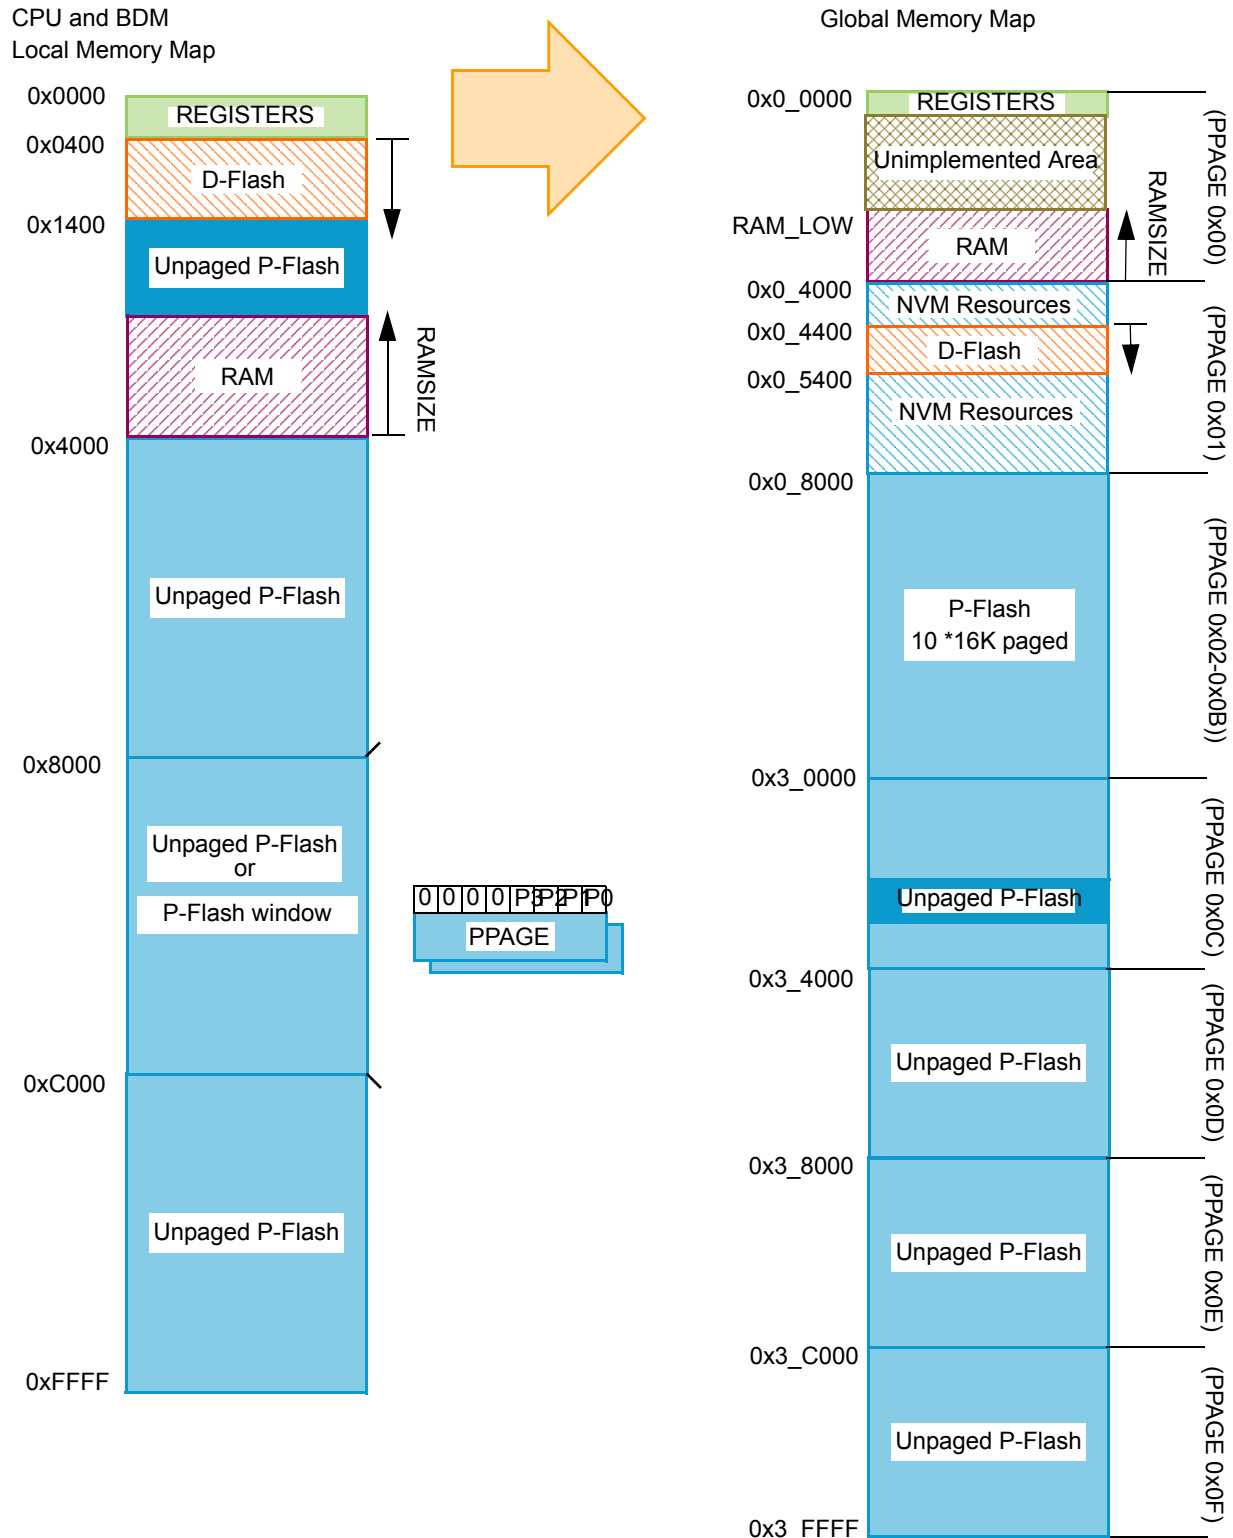 CPU and BDM
Local Memory Map
0x0000
REGISTERS
0x0400
D-Flash
0x1400
Unpaged P-Flash
RAM
RAMSIZE
0x4000
Unpaged P-Flash
0x8000
Unpaged P-Flash
or
P-Flash window
0xC000
Unpaged P-Flash
0xFFFF
0 0 0 0 P3 P2 P1 P0
PPAGE
Global Memory Map
0x0_0000
REGISTERS
Unimplemented Area
(PPAGE 0x00)
RAM_LOW
RAM
RAMSIZE
0x0_4000
NVM Resources
0x0_4400
D-Flash
(PPAGE 0x01)
0x0_5400
NVM Resources
0x0_8000
P-Flash
10 *16K paged
(PPAGE 0x02-0x0B))
0x3_0000
Unpaged P-Flash
(PPAGE 0x0C)
0x3_4000
Unpaged P-Flash
(PPAGE 0x0D)
0x3_8000
Unpaged P-Flash
(PPAGE 0x0E)
0x3_C000
Unpaged P-Flash
(PPAGE 0x0F)
0x3_FFFF